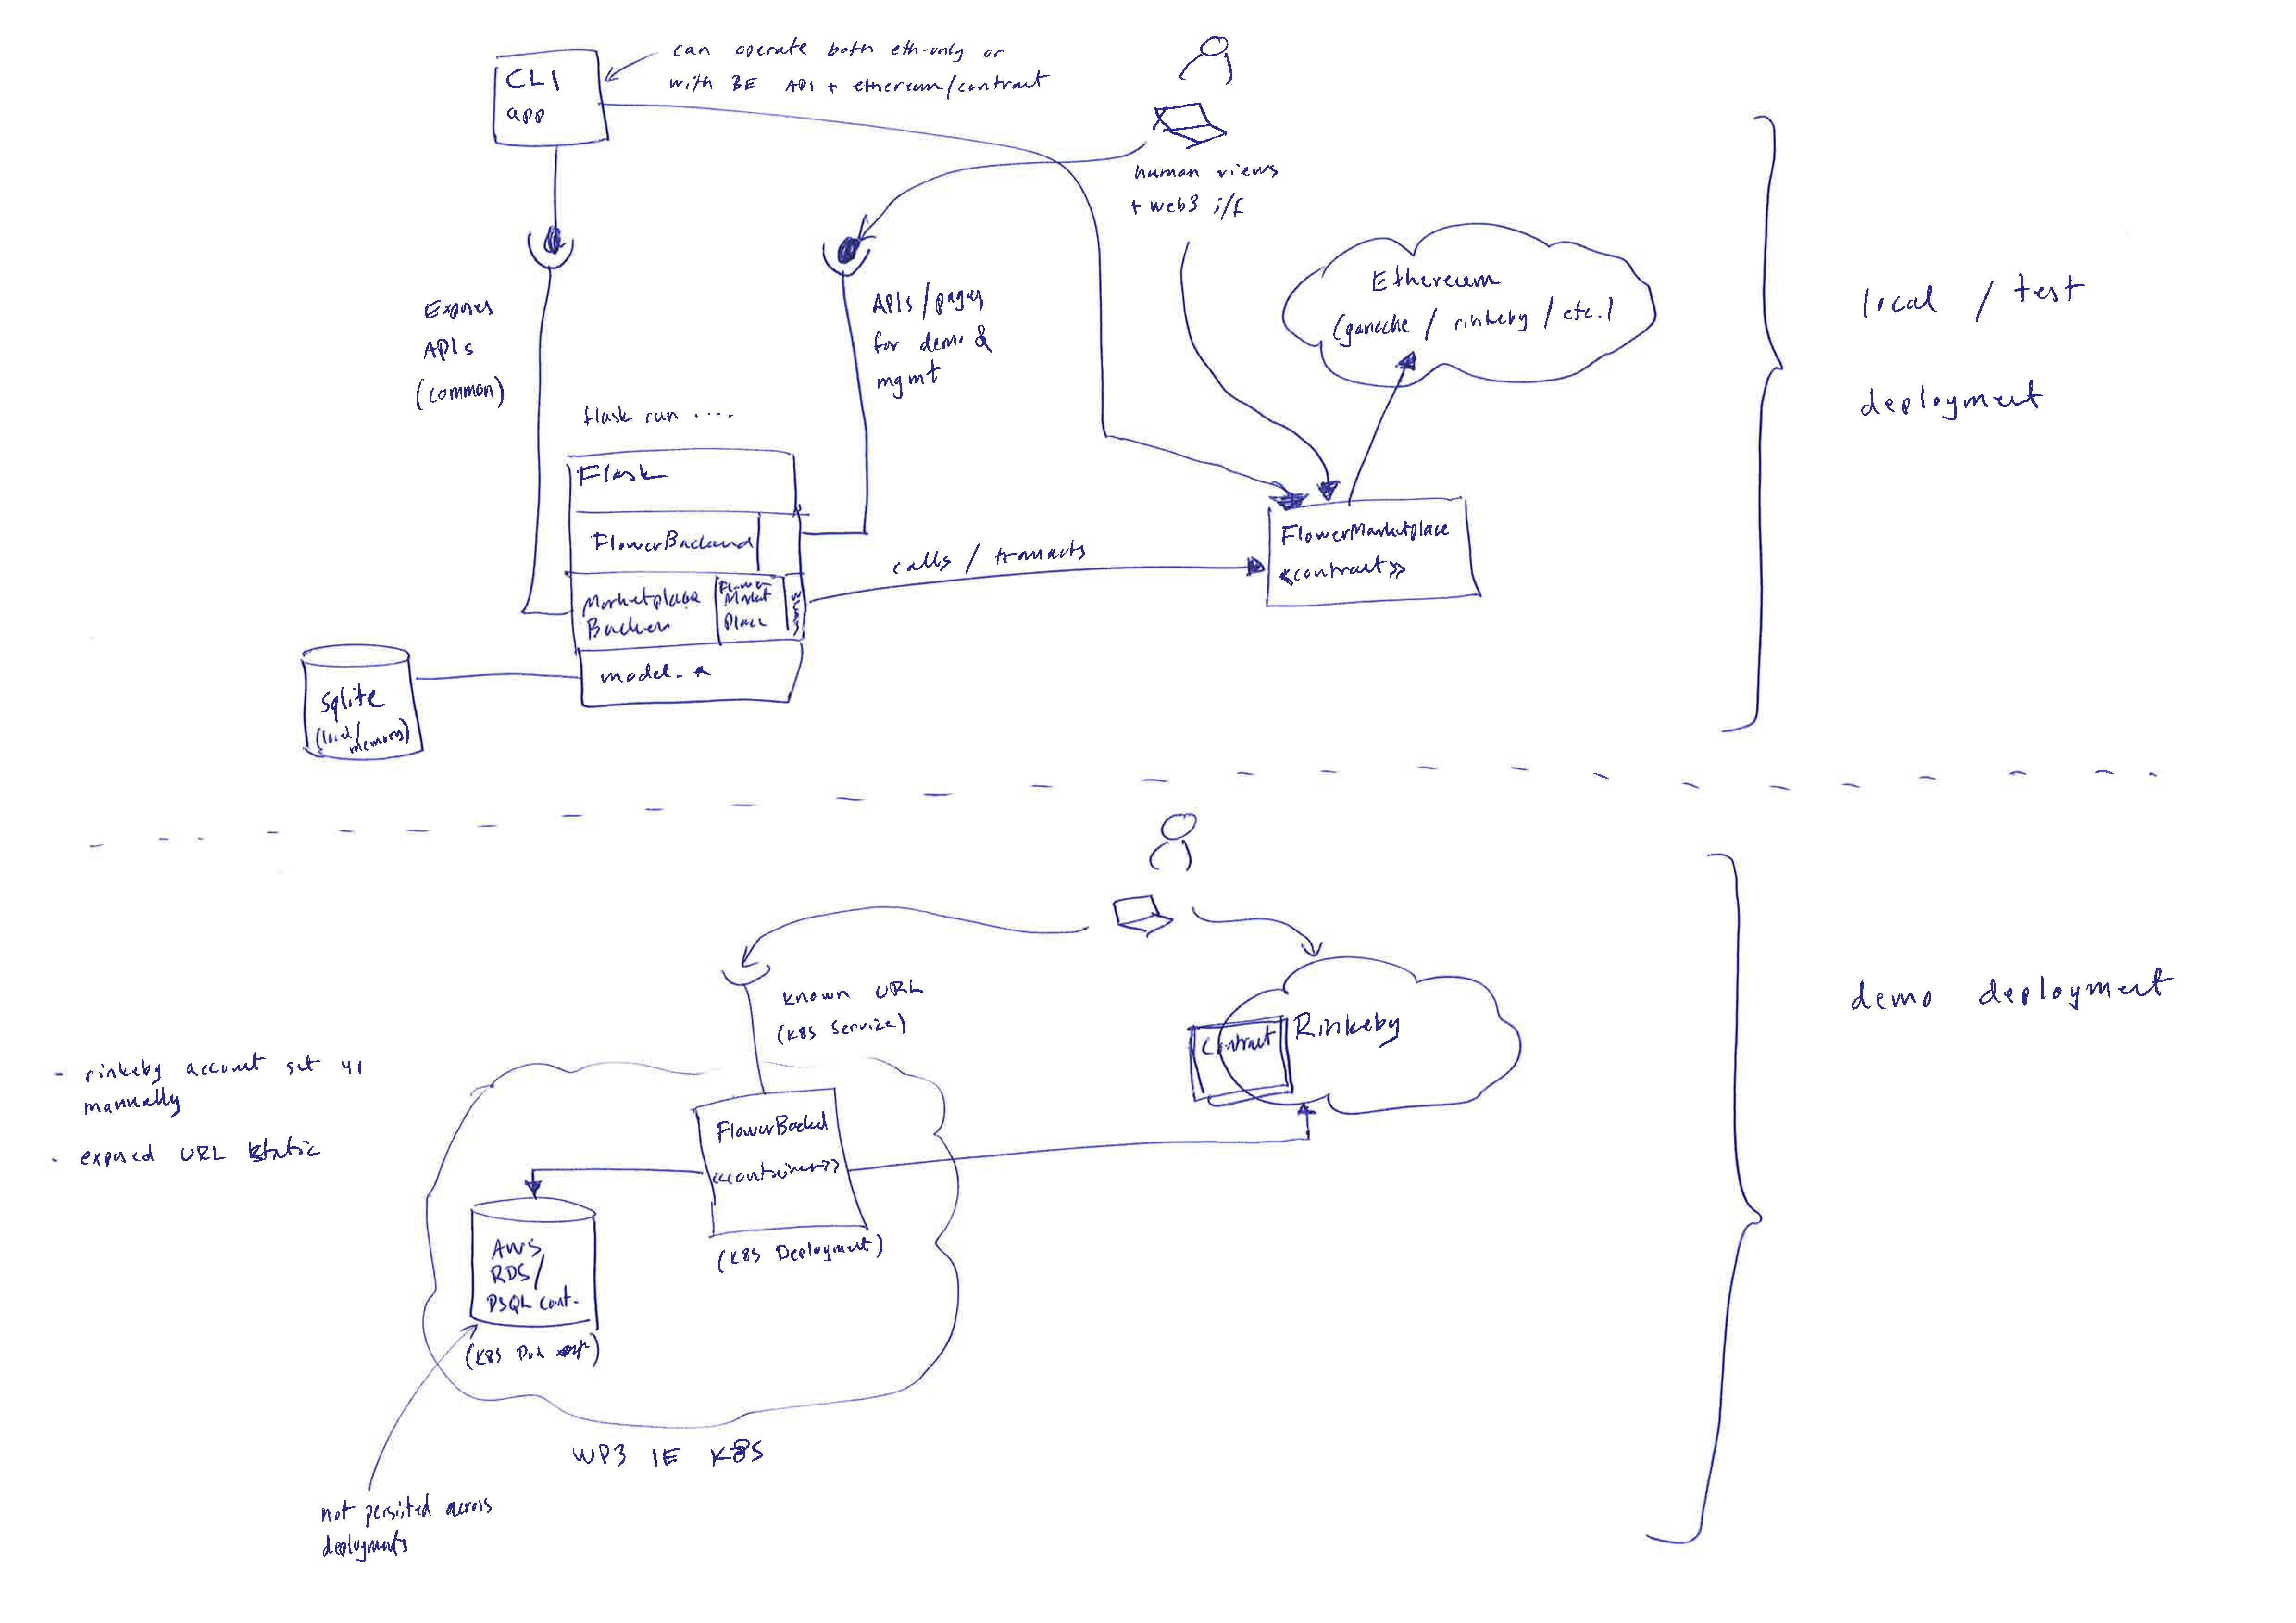 CLI
app
can operate both eth-only or
with BE API + ethereum/contract
human views
+ web3 i/f
Exposes
APIs
(common)
APIs/pages
for demo &
mgmt
Ethereum
(ganache / rinkeby / etc.)
local / test
deployment
flask run ....
Flask
FlowerBackend
Marketplace
Flower
Market
Place
model.*
calls / transacts
FlowerMarketplace
<<contract>>
sqlite
(local/
memory)
known URL
(K8S Service)
Contract
Rinkeby
demo deployment
- rinkeby account set up
manually
- exposed URL static
FlowerBacked
<<container>>
(K8S Deployment)
AWS
RDS/
PSQL cont.
(K8S Pod
WP3 IE K8S
not persisted across
deployments